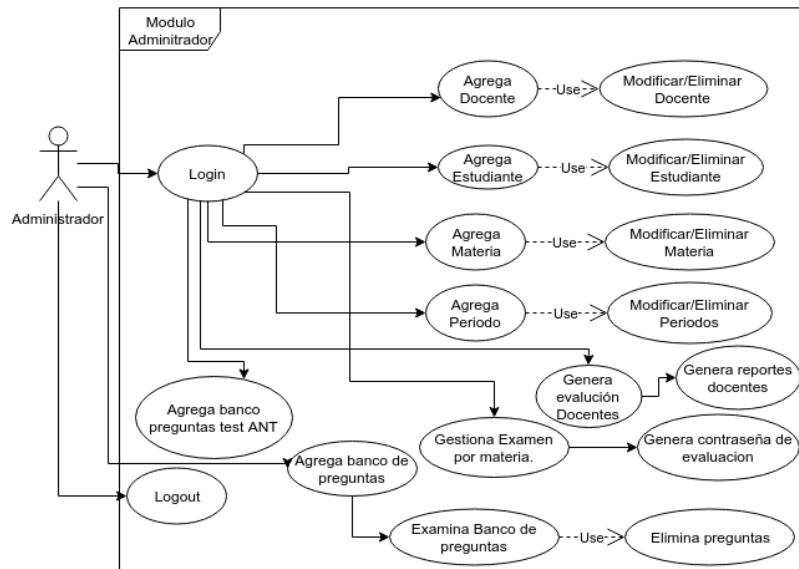 Modulo
Adminitrador
Agrega
Docente
Use
Modificar/Eliminar
Docente
Login
Agrega
Estudiante
Use
Modificar/Eliminar
Estudiante
Administrador
Agrega
Materia
Use
Modificar/Eliminar
Materia
Agrega
Periodo
Use
Modificar/Eliminar
Periodos
Genera
evalución
Docentes
Genera reportes
docentes
Agrega banco
preguntas test ANT
Gestiona Examen
por materia.
Genera contraseña de
evaluacion
Agrega banco de
preguntas
Logout
Examina Banco de
preguntas
Use
Elimina preguntas